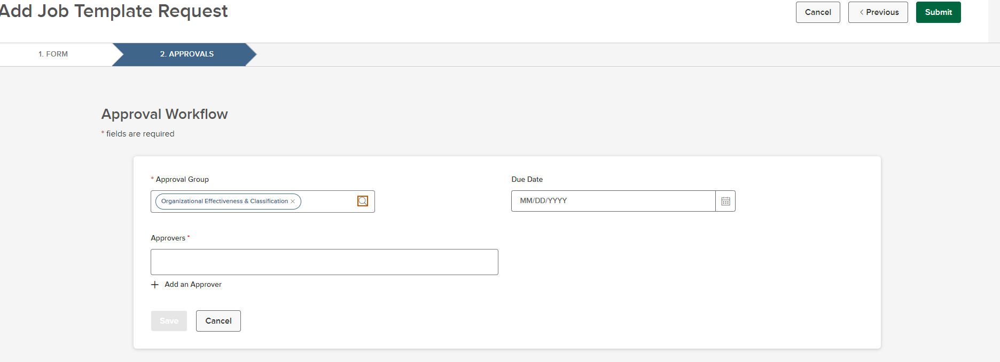 Add Job Template Request
Cancel
< Previous
Submit
1. FORM
2. APPROVALS
Approval Workflow
* fields are required
* Approval Group
Due Date
Organizational Effectiveness & Classification ×
MM/DD/YYYY
Approvers *
+ Add an Approver
Save
Cancel